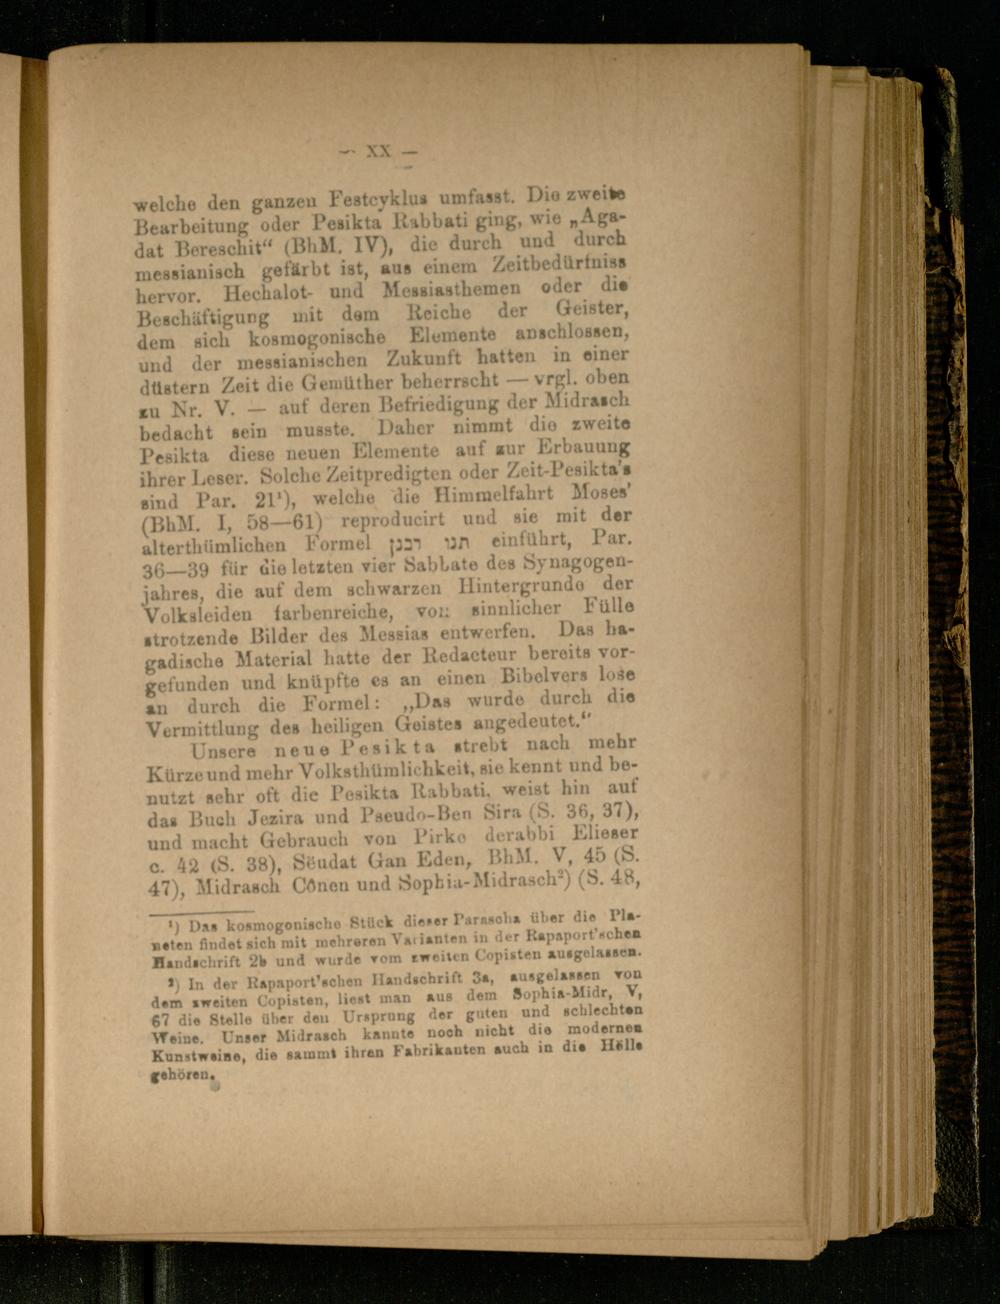 — XX —
welche den ganzen Festcyklus umfasst. Die zweite
Bearbeitung oder Pesikta Rabbati ging, wie „Aga-
dat Bereschit“ (BhM. IV), die durch und durch
messianisch gefärbt ist, aus einem Zeitbedürfniss
hervor. Hechalot- und Messiasthemen oder die
Beschäftigung mit dem Reiche der Geister,
dem sich kosmogonische Elemente anschlossen,
und der messianischen Zukunft hatten in einer
düstern Zeit die Gemüther beherrscht — vrgl. oben
zu Nr. V. — auf deren Befriedigung der Midrasch
bedacht sein musste. Daher nimmt die zweite
Pesikta diese neuen Elemente auf zur Erbauung
ihrer Leser. Solche Zeitpredigten oder Zeit-Pesikta's
sind Par. 21¹), welche die Himmelfahrt Moses'
(BhM. I, 58—61) reproducirt und sie mit der
alterthümlichen Formel תנו רבנן einführt, Par.
36—39 für die letzten vier Sabbate des Synagogen-
jahres, die auf dem schwarzen Hintergrunde der
Volksleiden farbenreiche, von sinnlicher Fülle
strotzende Bilder des Messias entwerfen. Das ha-
gadische Material hatte der Redacteur bereits vor-
gefunden und knüpfte es an einen Bibelvers lose
an durch die Formel: „Das wurde durch die
Vermittlung des heiligen Geistes angedeutet.“
Unsere neue Pesikta strebt nach mehr
Kürze und mehr Volksthümlichkeit, sie kennt und be-
nutzt sehr oft die Pesikta Rabbati, weist hin auf
das Buch Jezira und Pseudo-Ben Sira (S. 36, 37),
und macht Gebrauch von Pirke derabbi Elieser
c. 42 (S. 38), Sëudat Gan Eden, BhM. V, 45 (S.
47), Midrasch Cônen und Sophia-Midrasch²) (S. 48,
¹) Das kosmogonische Stück dieser Parascha über die Pla-
neten findet sich mit mehreren Varianten in der Rapaport'schen
Handschrift 2b und wurde vom zweiten Copisten ausgelassen.
²) In der Rapaport'schen Handschrift 3a, ausgelassen von
dem zweiten Copisten, liest man aus dem Sophia-Midr, V,
67 die Stelle über den Ursprung der guten und schlechten
Weine. Unser Midrasch kannte noch nicht die modernen
Kunstweine, die sammt ihren Fabrikanten auch in die Hölle
gehören.